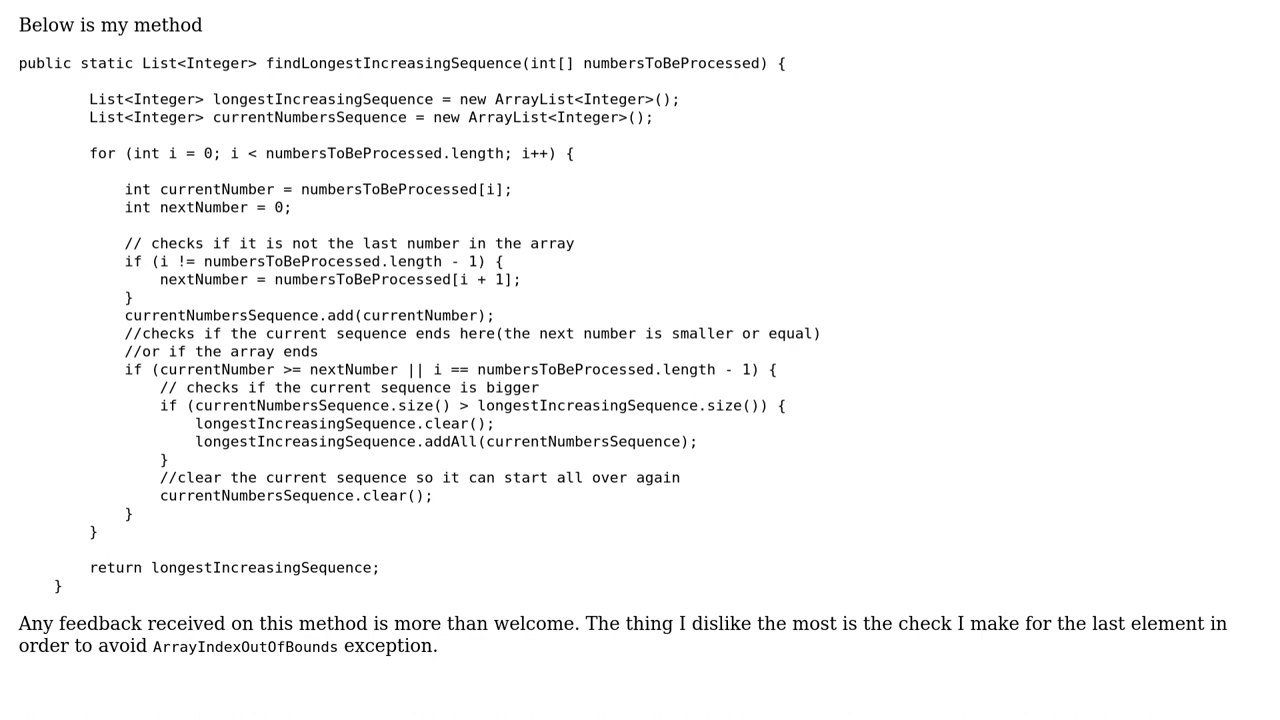 Below is my method
public static List<Integer> findLongestIncreasingSequence(int[] numbersToBeProcessed) {
List<Integer> longestIncreasingSequence = new ArrayList<Integer>();
List<Integer> currentNumbersSequence = new ArrayList<Integer>();
for (int i = 0; i < numbersToBeProcessed.length; i++) {
int currentNumber = numbersToBeProcessed[i];
int nextNumber = 0;
// checks if it is not the last number in the array
if (i != numbersToBeProcessed.length - 1) {
nextNumber = numbersToBeProcessed[i + 1];
}
currentNumbersSequence.add(currentNumber);
//checks if the current sequence ends here(the next number is smaller or equal)
//or if the array ends
if (currentNumber >= nextNumber || i == numbersToBeProcessed.length - 1) {
// checks if the current sequence is bigger
if (currentNumbersSequence.size() > longestIncreasingSequence.size()) {
longestIncreasingSequence.clear();
longestIncreasingSequence.addAll(currentNumbersSequence);
}
//clear the current sequence so it can start all over again
currentNumbersSequence.clear();
}
}
return longestIncreasingSequence;
}
Any feedback received on this method is more than welcome. The thing I dislike the most is the check I make for the last element in
order to avoid ArrayIndexOutOfBounds exception.